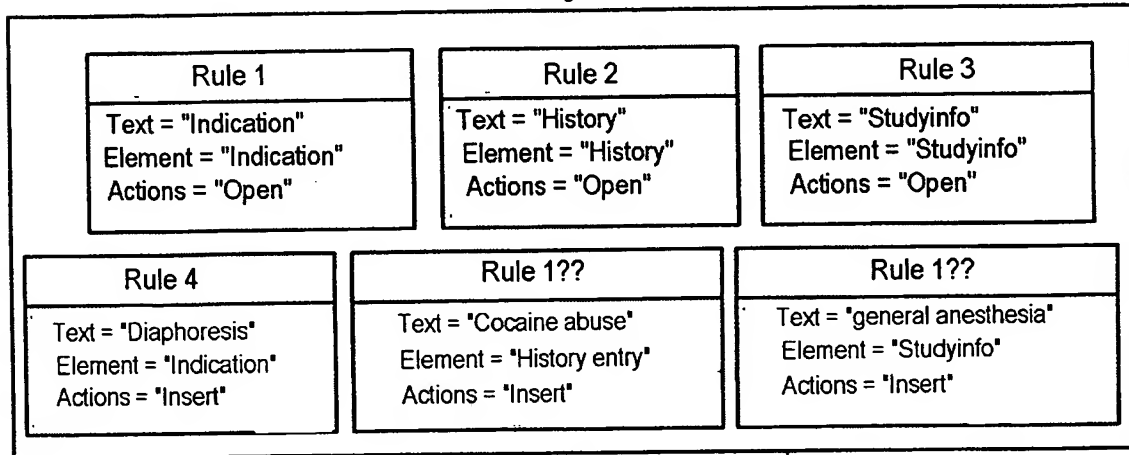 Rule 1
Text = "Indication"
Element = "Indication"
Actions = "Open"
Rule 2
Text = "History"
Element = "History"
Actions = "Open"
Rule 3
Text = "Studyinfo"
Element = "Studyinfo"
Actions = "Open"
Rule 4
Text = "Diaphoresis"
Element = "Indication"
Actions = "Insert"
Rule 1??
Text = "Cocaine abuse"
Element = "History entry"
Actions = "Insert"
Rule 1??
Text = "general anesthesia"
Element = "Studyinfo"
Actions = "Insert"